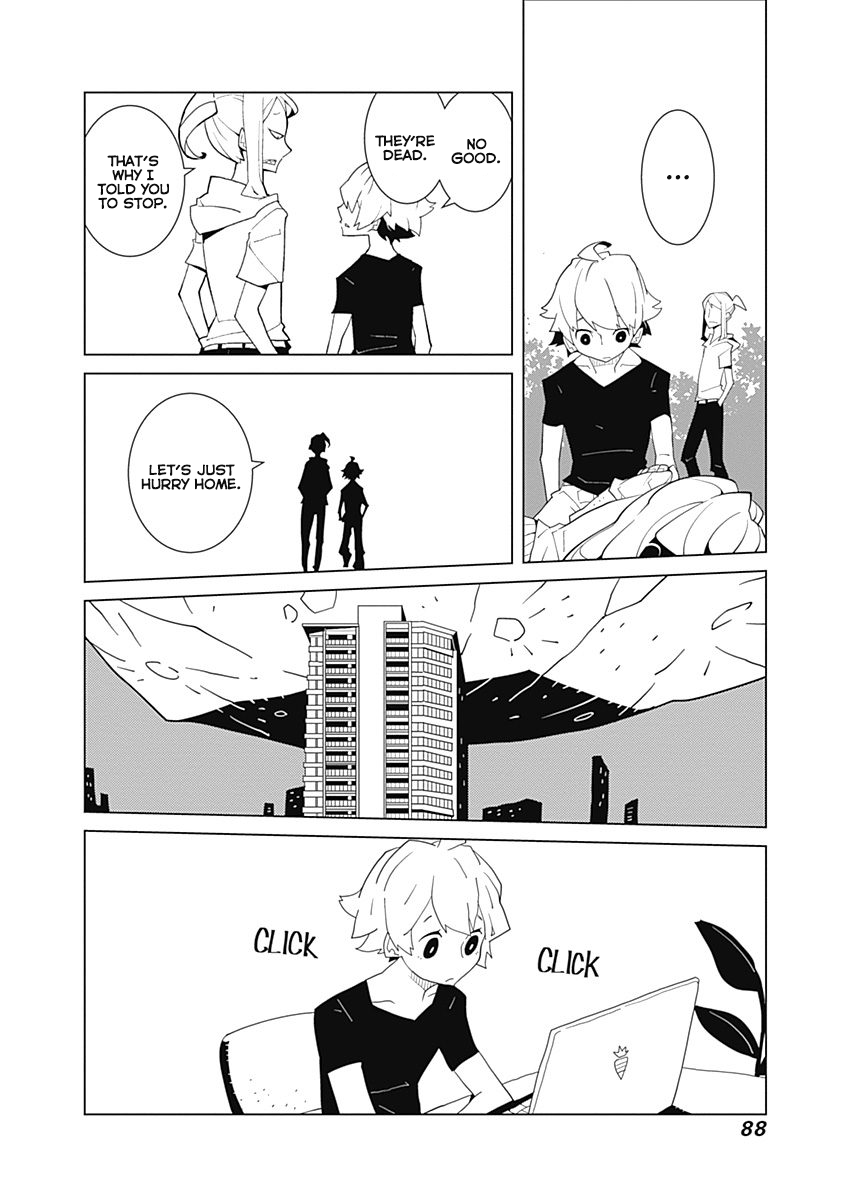 ...
NO
GOOD.
THEY'RE
DEAD.
THAT'S
WHY I
TOLD YOU
TO STOP.
LET'S JUST
HURRY HOME.
CLICK
CLICK
88